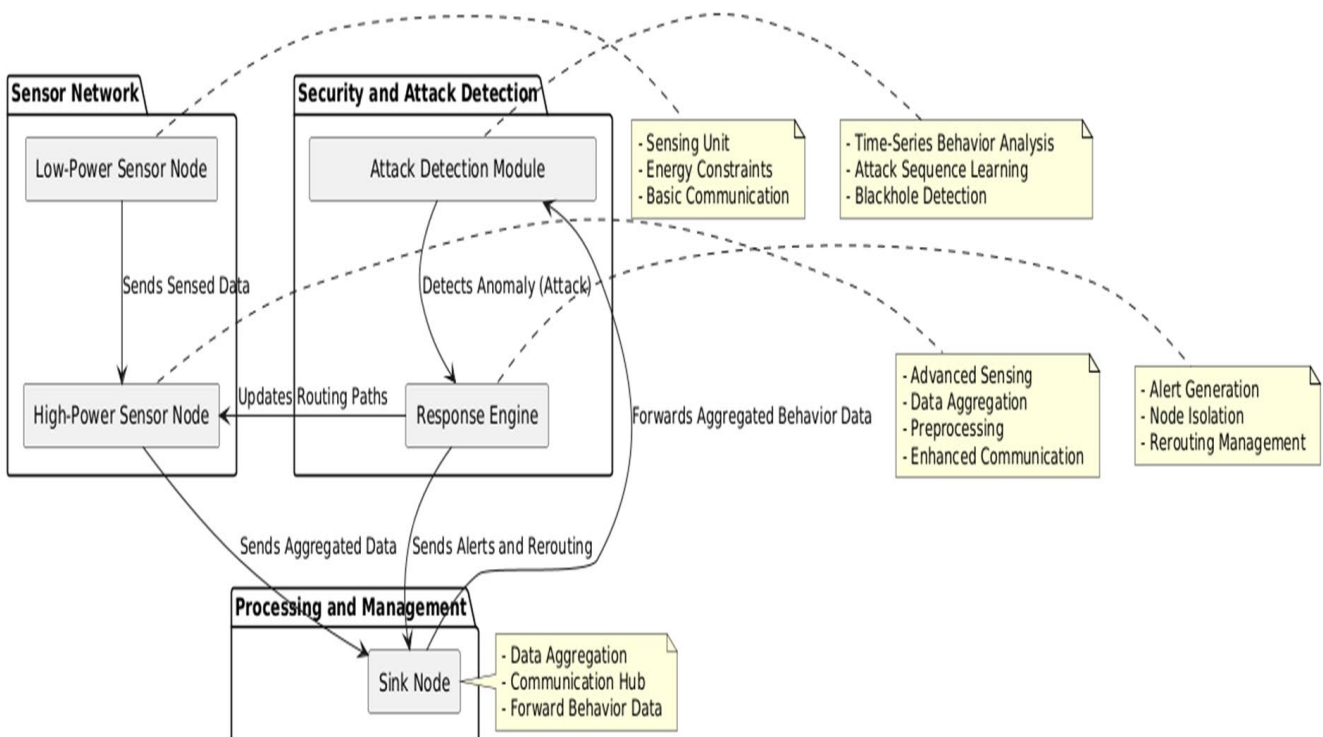 Sensor Network
Security and Attack Detection
Low-Power Sensor Node
Attack Detection Module
- Sensing Unit
- Energy Constraints
- Basic Communication
- Time-Series Behavior Analysis
- Attack Sequence Learning
- Blackhole Detection
Sends Sensed Data
Detects Anomaly (Attack)
High-Power Sensor Node
Updates Routing Paths
Response Engine
Forwards Aggregated Behavior Data
- Advanced Sensing
- Data Aggregation
- Preprocessing
- Enhanced Communication
- Alert Generation
- Node Isolation
- Rerouting Management
Sends Aggregated Data
Sends Alerts and Rerouting
Processing and Management
Sink Node
- Data Aggregation
- Communication Hub
- Forward Behavior Data